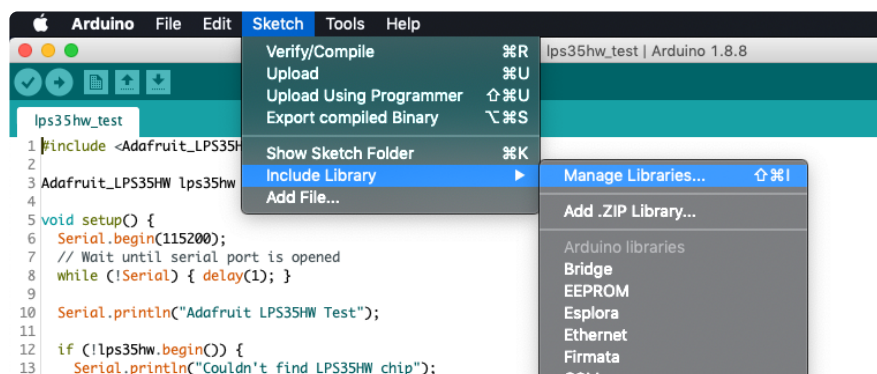 Arduino File Edit Sketch Tools Help
lps35hw_test | Arduino 1.8.8
Verify/Compile ⌘R
Upload ⌘U
Upload Using Programmer ⇧⌘U
Export compiled Binary ⌥⌘S
Show Sketch Folder ⌘K
Include Library ▶
Add File...
Manage Libraries... ⇧⌘I
Add .ZIP Library...
Arduino libraries
Bridge
EEPROM
Esplora
Ethernet
Firmata
lps35hw_test
1 #include <Adafruit_LPS35H
2
3 Adafruit_LPS35HW lps35hw
4
5 void setup() {
6 Serial.begin(115200);
7 // Wait until serial port is opened
8 while (!Serial) { delay(1); }
9
10 Serial.println("Adafruit LPS35HW Test");
11
12 if (!lps35hw.begin()) {
13 Serial.println("Couldn't find LPS35HW chip");